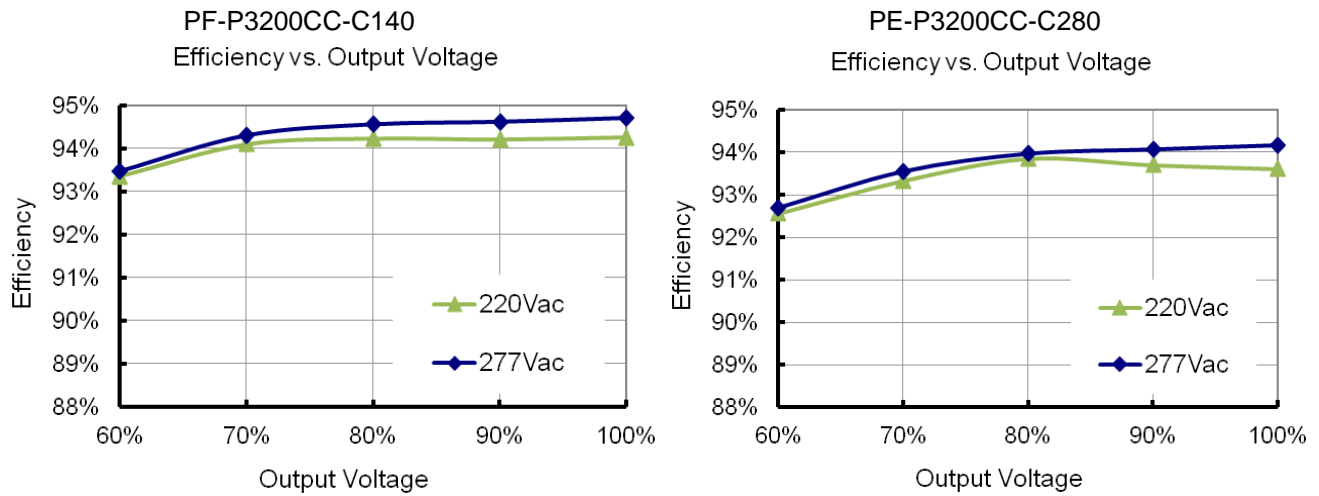 PF-P3200CC-C140
Efficiency vs. Output Voltage
95%
94%
93%
92%
91%
90%
89%
88%
Efficiency
220Vac
277Vac
60%
70%
80%
90%
100%
Output Voltage
PE-P3200CC-C280
Efficiency vs. Output Voltage
95%
94%
93%
92%
91%
90%
89%
88%
Efficiency
220Vac
277Vac
60%
70%
80%
90%
100%
Output Voltage